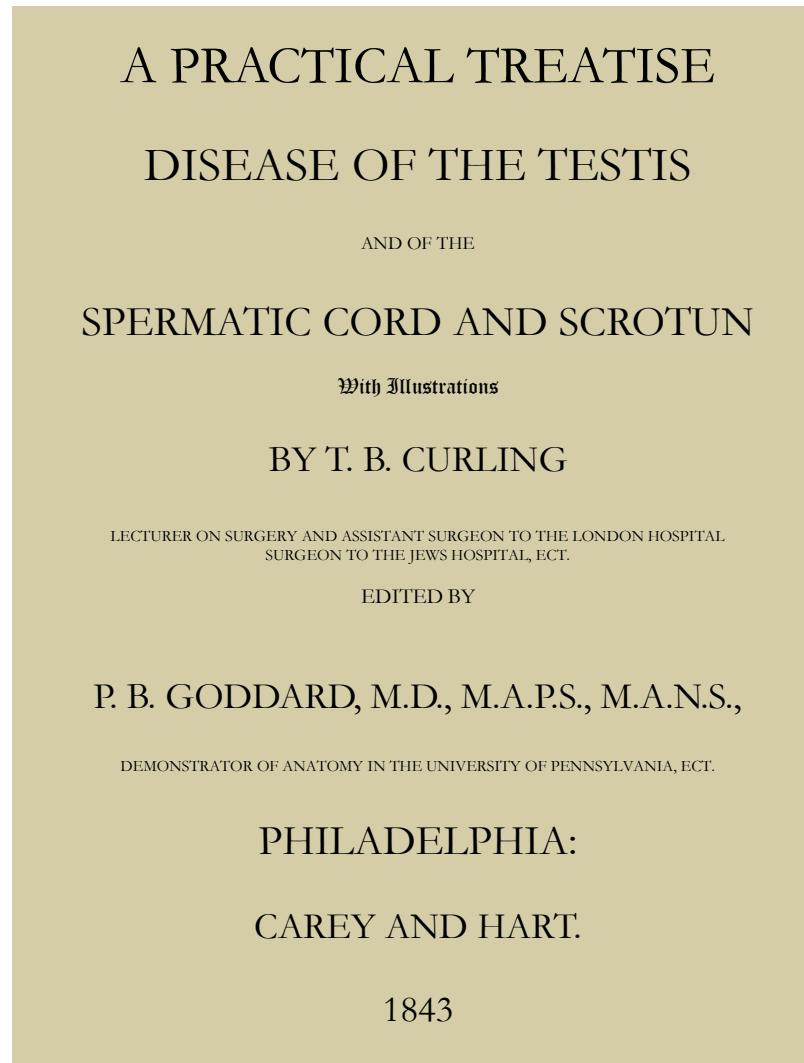 A PRACTICAL TREATISE
DISEASE OF THE TESTIS
AND OF THE
SPERMATIC CORD AND SCROTUN
With Illustrations
BY T. B. CURLING
LECTURER ON SURGERY AND ASSISTANT SURGEON TO THE LONDON HOSPITAL
SURGEON TO THE JEWS HOSPITAL, ECT.
EDITED BY
P. B. GODDARD, M.D., M.A.P.S., M.A.N.S.,
DEMONSTRATOR OF ANATOMY IN THE UNIVERSITY OF PENNSYLVANIA, ECT.
PHILADELPHIA:
CAREY AND HART.
1843